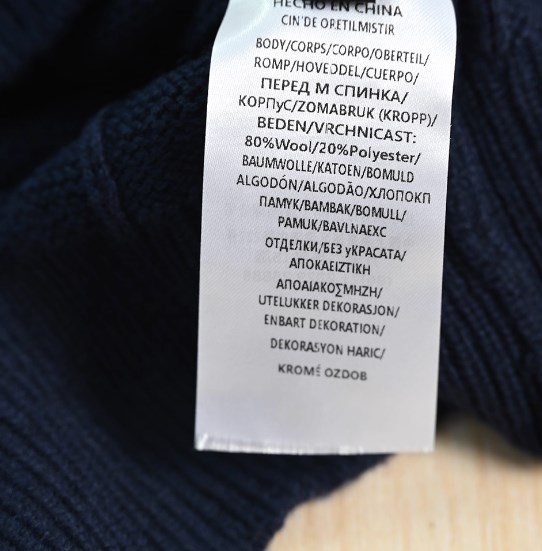 HECHO EN CHINA
CIN'DE ORETILMISTIR
BODY/CORPS/CORPO/OBERTEIL/
ROMP/HOVEDDEL/CUERPO/
ПЕРЕД М СПИНКА/
КОРПуС/ZOMABRUK (KROPP)/
BEDEN/VRCHNICAST:
80%Wool/20%Polyester/
BAUMWOLLE/KATOEN/BOMULD
ALGODÓN/ALGODÃO/ХЛОПОКП
ПАМУК/BAMBAK/BOMULL/
PAMUK/BAVLNAEXC
ОТДЕЛКИ/БЕЗ уКРАСАТА/
ΑΠΟΚΑΕΙZΤΙΚΗ
ΑΠΟΑΙΑΚΟΣΜΗΖΗ/
UTELUKKER DEKORASJON/
ENBART DEKORATION/
DEKORASYON HARIC/
KROMĚ OZDOB